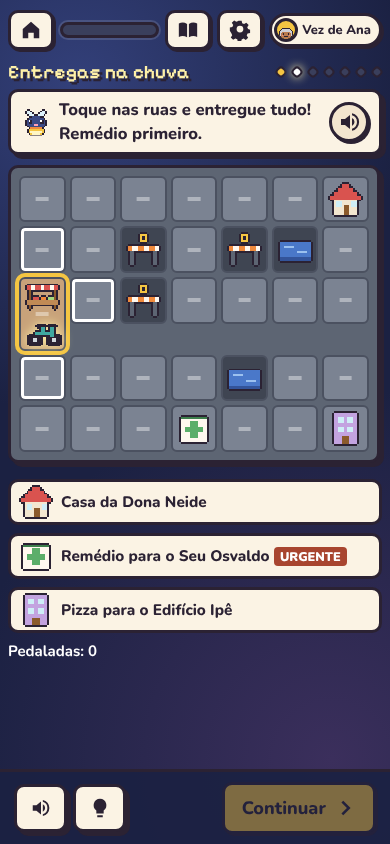 Vez de Ana
Entregas na chuva
Toque nas ruas e entregue tudo!
Remédio primeiro.
Casa da Dona Neide
Remédio para o Seu Osvaldo URGENTE
Pizza para o Edifício Ipê
Pedaladas: 0
Continuar